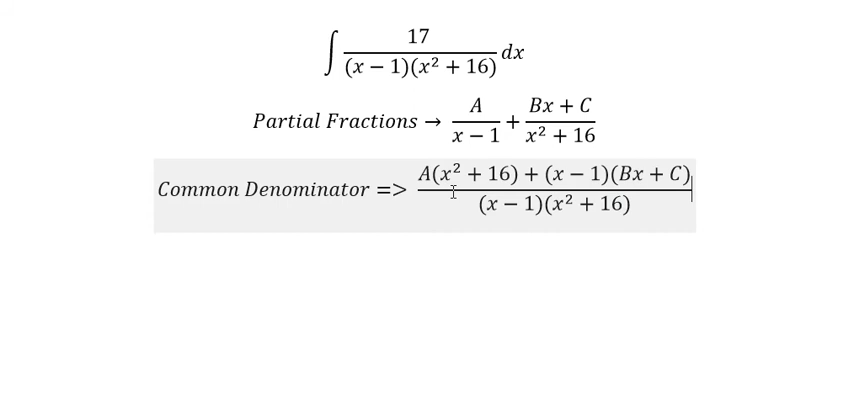 ∫ 17 / ((x − 1)(x² + 16)) dx
Partial Fractions → A / (x − 1) + (Bx + C) / (x² + 16)
Common Denominator => (A(x² + 16) + (x − 1)(Bx + C)) / ((x − 1)(x² + 16))